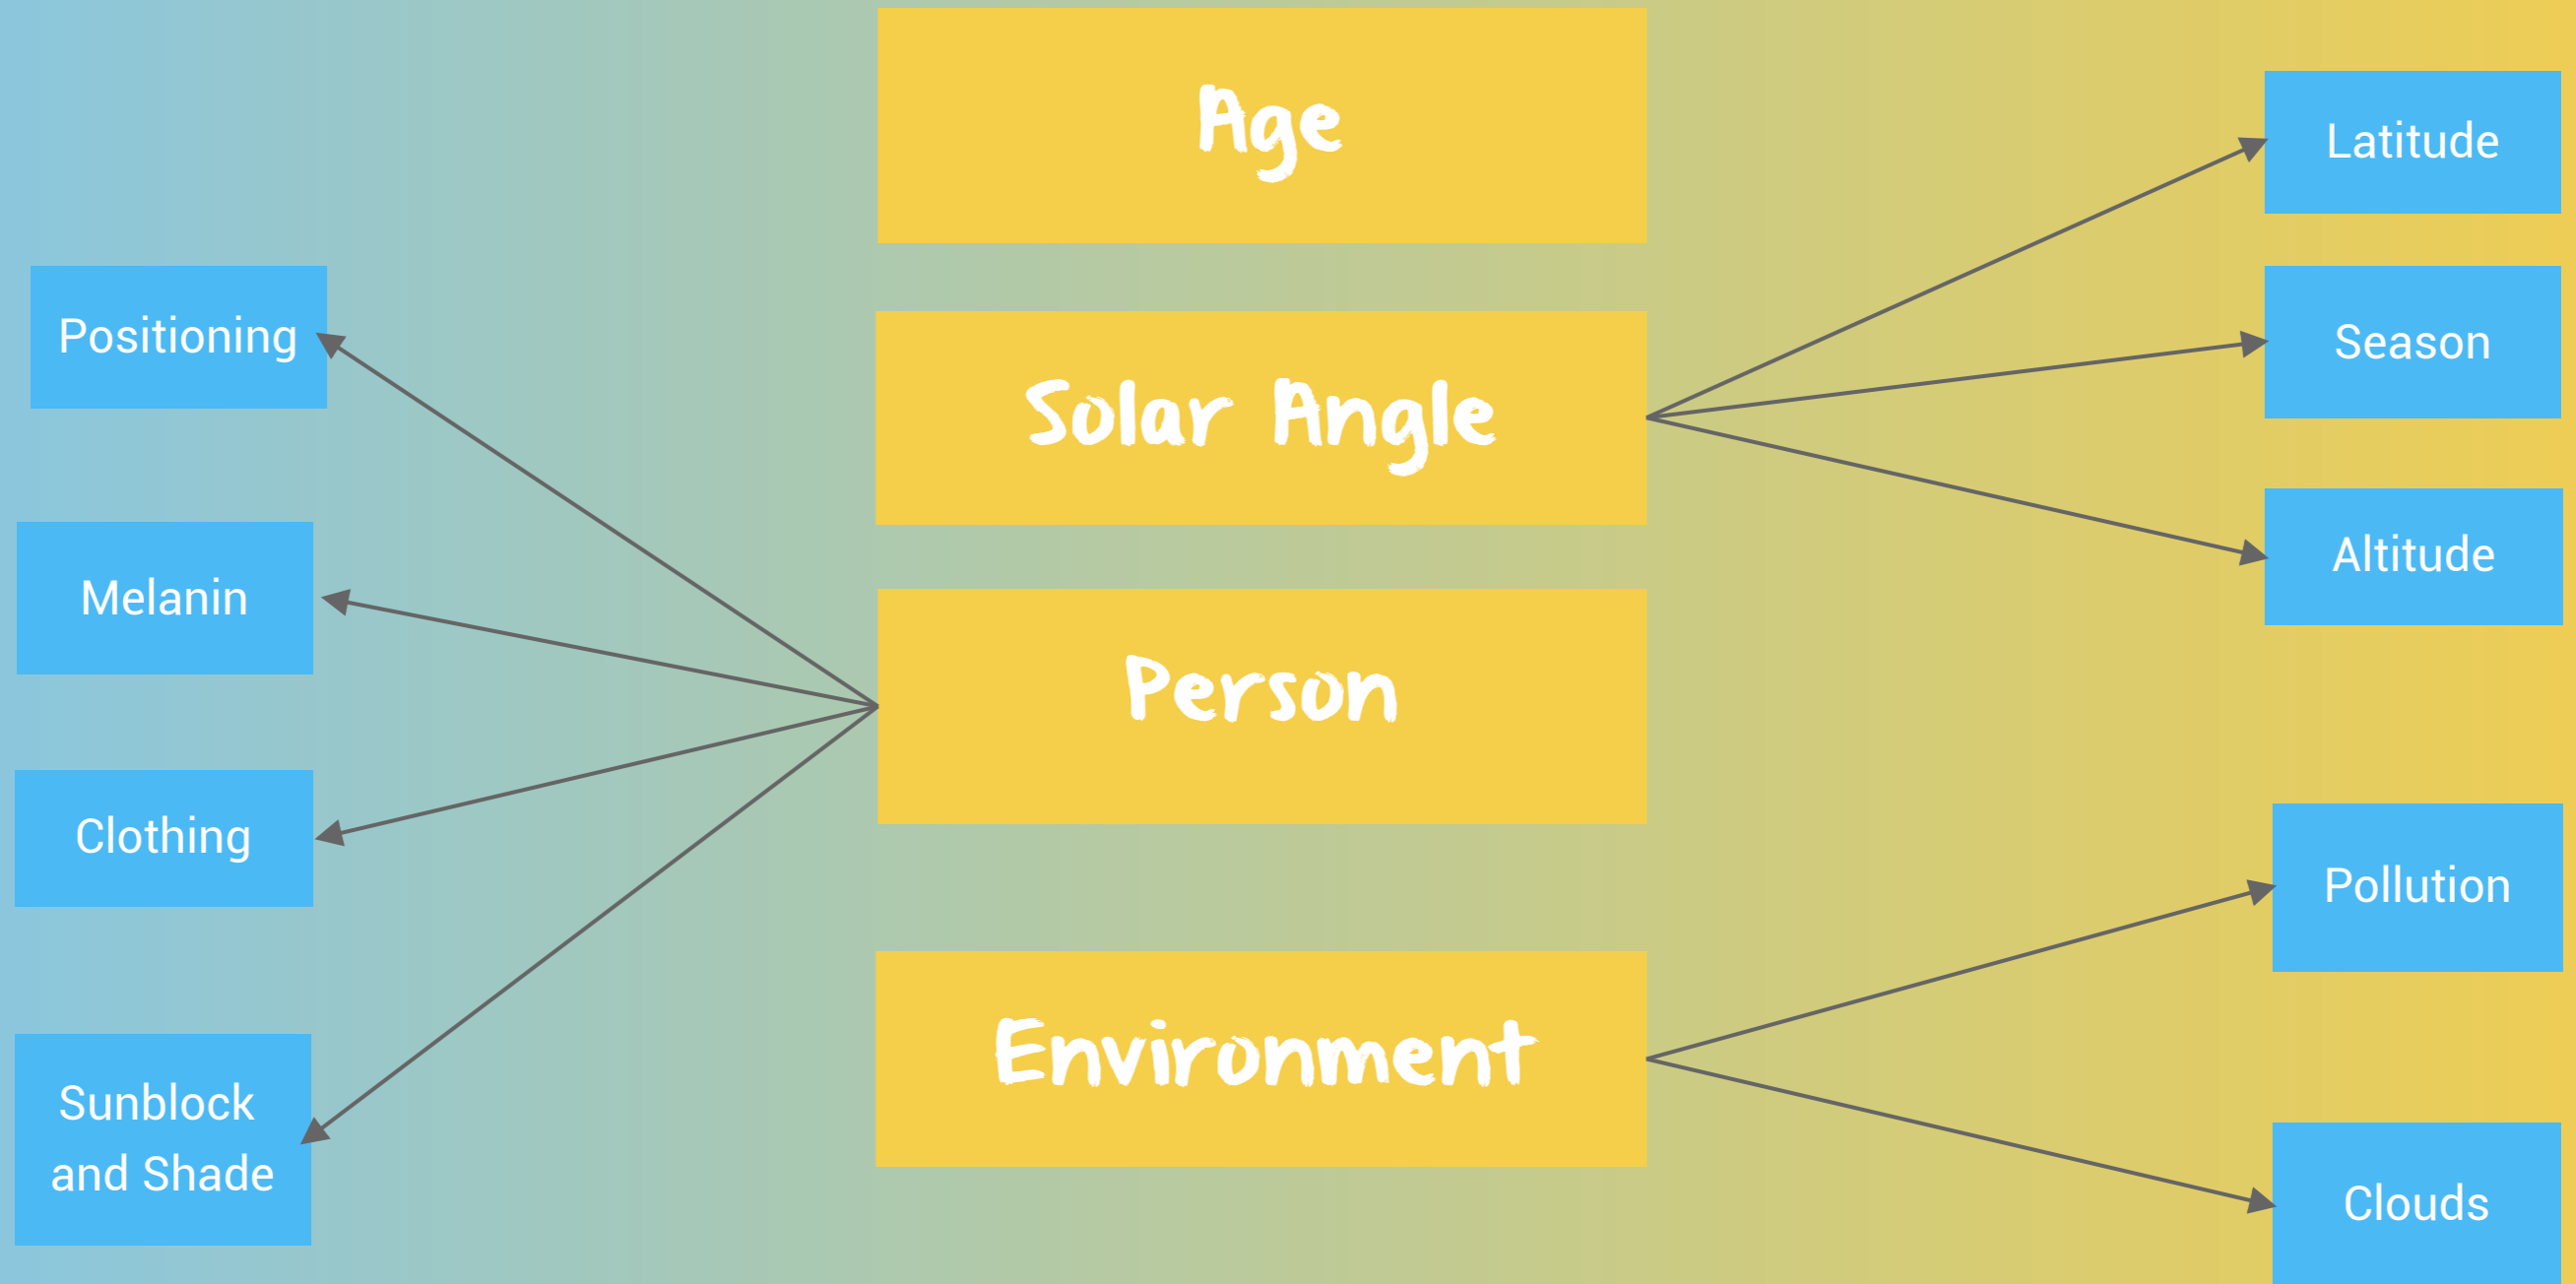 Age
Solar Angle
Person
Environment
Positioning
Melanin
Clothing
Sunblock
and Shade
Latitude
Season
Altitude
Pollution
Clouds